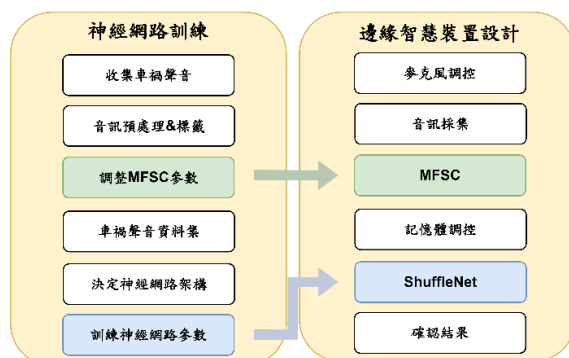 神經網路訓練
收集車禍聲音
音訊預處理&標籤
調整MFSC參數
車禍聲音資料集
決定神經網路架構
訓練神經網路參數
邊緣智慧裝置設計
麥克風調控
音訊採集
MFSC
記憶體調控
ShuffleNet
確認結果